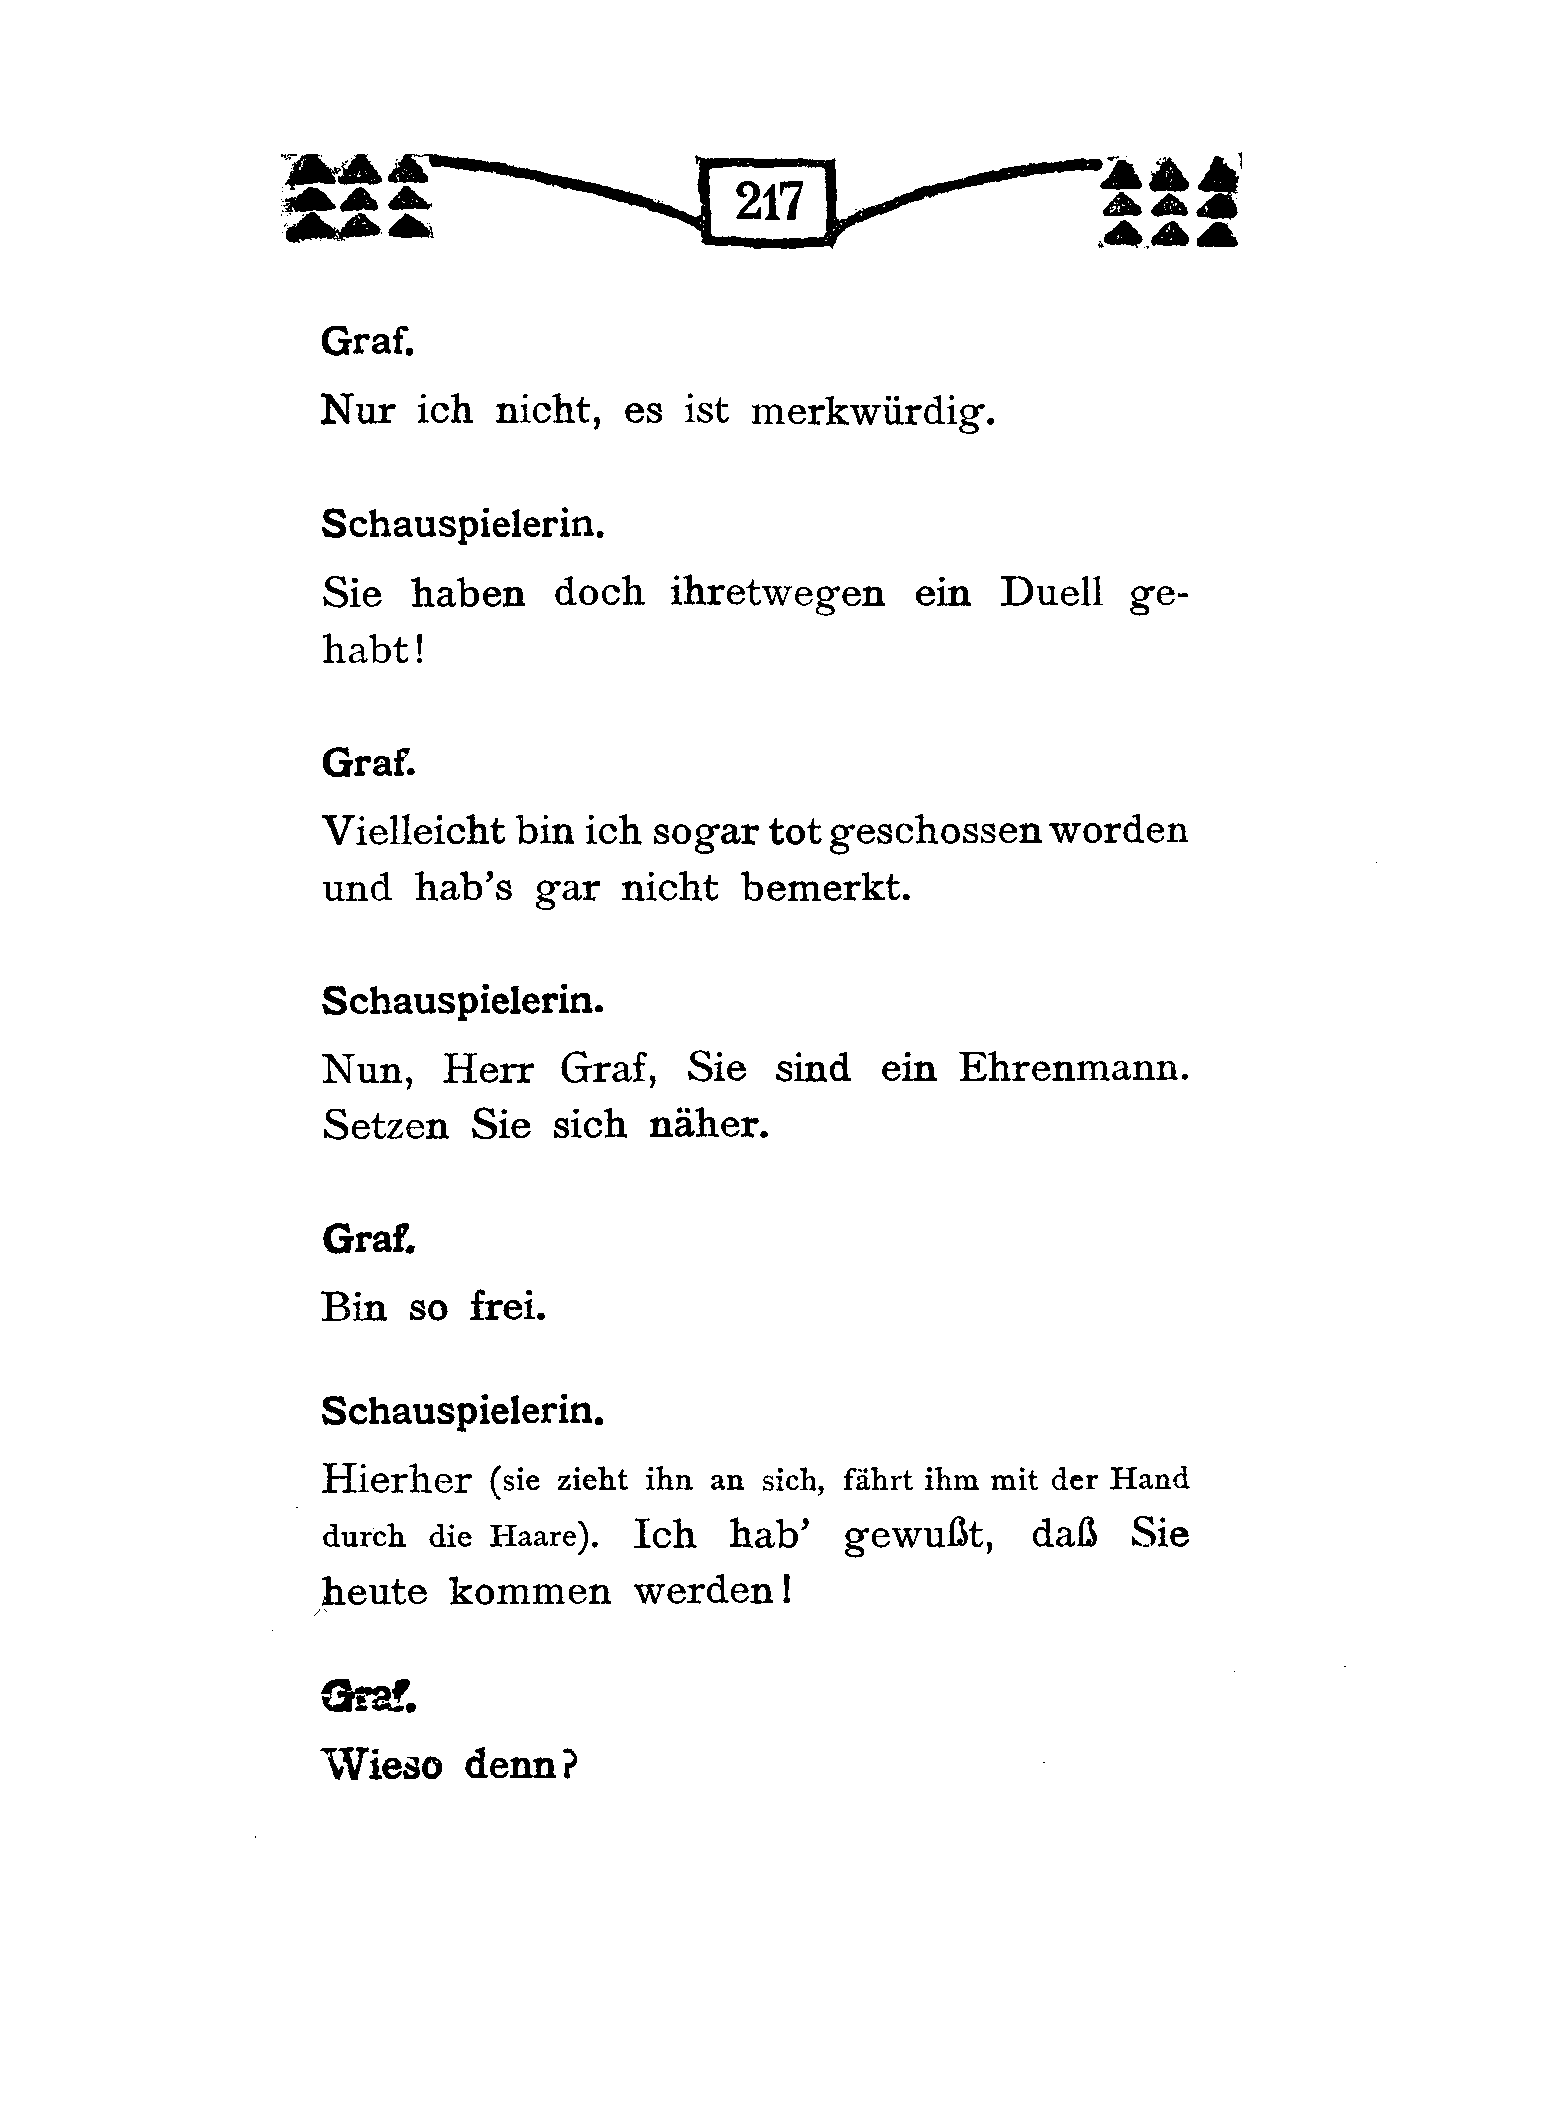 217
Graf.
Nur ich nicht, es ist merkwürdig.
Schauspielerin.
Sie haben doch ihretwegen ein Duell ge-
habt!
Graf.
Vielleicht bin ich sogar tot geschossen worden
und hab's gar nicht bemerkt.
Schauspielerin.
Nun, Herr Graf, Sie sind ein Ehrenmann.
Setzen Sie sich näher.
Graf.
Bin so frei.
Schauspielerin.
Hierher (sie zieht ihn an sich, fährt ihm mit der Hand
durch die Haare). Ich hab' gewußt, daß Sie
heute kommen werden!
Graf.
Wieso denn?